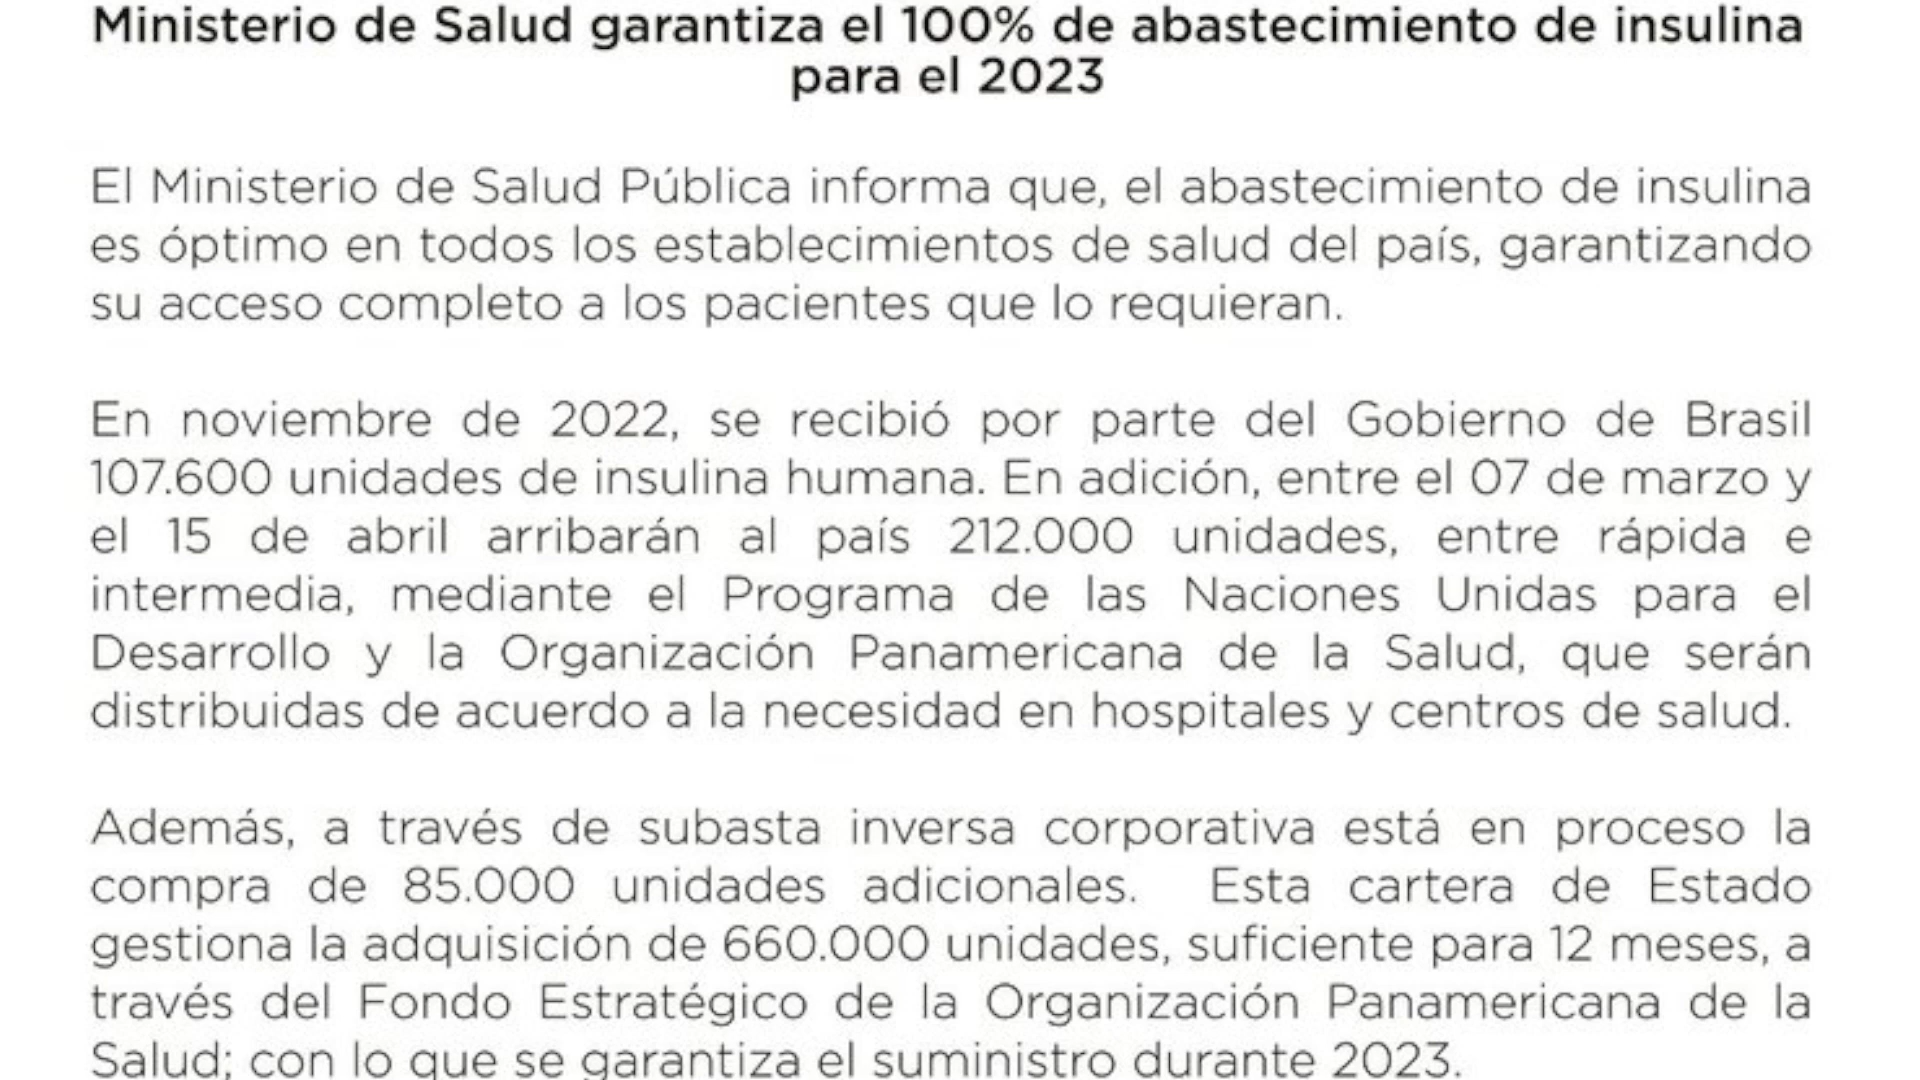 Ministerio de Salud garantiza el 100% de abastecimiento de insulina
para el 2023
El Ministerio de Salud Pública informa que, el abastecimiento de insulina
es óptimo en todos los establecimientos de salud del país, garantizando
su acceso completo a los pacientes que lo requieran.
En noviembre de 2022, se recibió por parte del Gobierno de Brasil
107.600 unidades de insulina humana. En adición, entre el 07 de marzo y
el 15 de abril arribarán al país 212.000 unidades, entre rápida e
intermedia, mediante el Programa de las Naciones Unidas para el
Desarrollo y la Organización Panamericana de la Salud, que serán
distribuidas de acuerdo a la necesidad en hospitales y centros de salud.
Además, a través de subasta inversa corporativa está en proceso la
compra de 85.000 unidades adicionales. Esta cartera de Estado
gestiona la adquisición de 660.000 unidades, suficiente para 12 meses, a
través del Fondo Estratégico de la Organización Panamericana de la
Salud; con lo que se garantiza el suministro durante 2023.